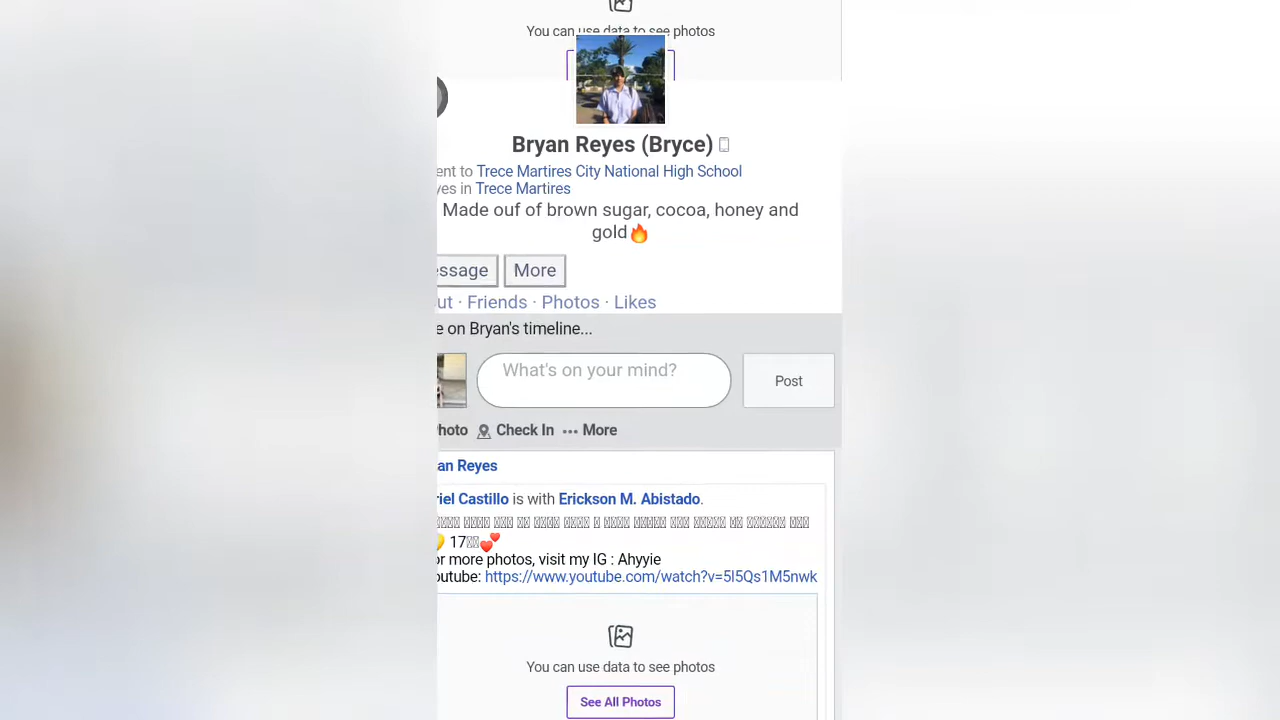 You can use data to see photos
Bryan Reyes (Bryce)
ent to Trece Martires City National High School
es in Trece Martires
Made ouf of brown sugar, cocoa, honey and
gold🔥
essage
More
ut · Friends · Photos · Likes
e on Bryan's timeline...
What's on your mind?
Post
hoto Check In ••• More
an Reyes
riel Castillo is with Erickson M. Abistado.
17 💕
or more photos, visit my IG : Ahyyie
outube: https://www.youtube.com/watch?v=5l5Qs1M5nwk
You can use data to see photos
See All Photos